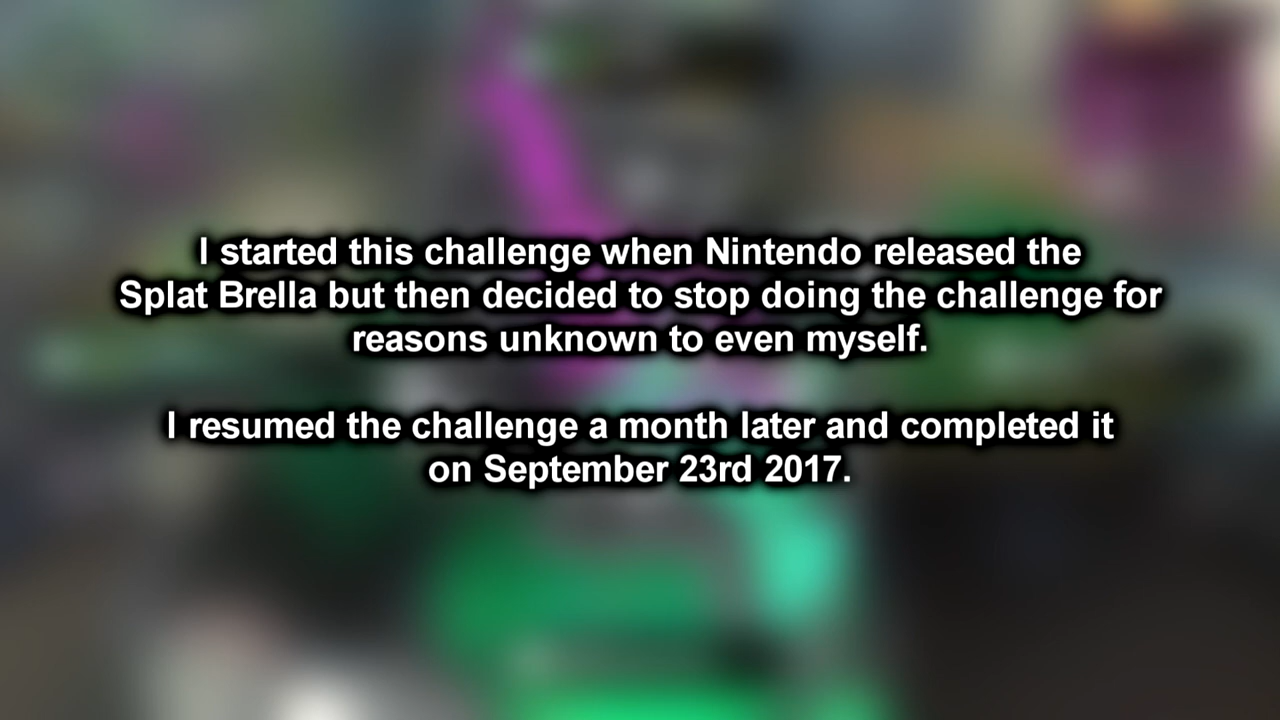 I started this challenge when Nintendo released the
Splat Brella but then decided to stop doing the challenge for
reasons unknown to even myself.
I resumed the challenge a month later and completed it
on September 23rd 2017.